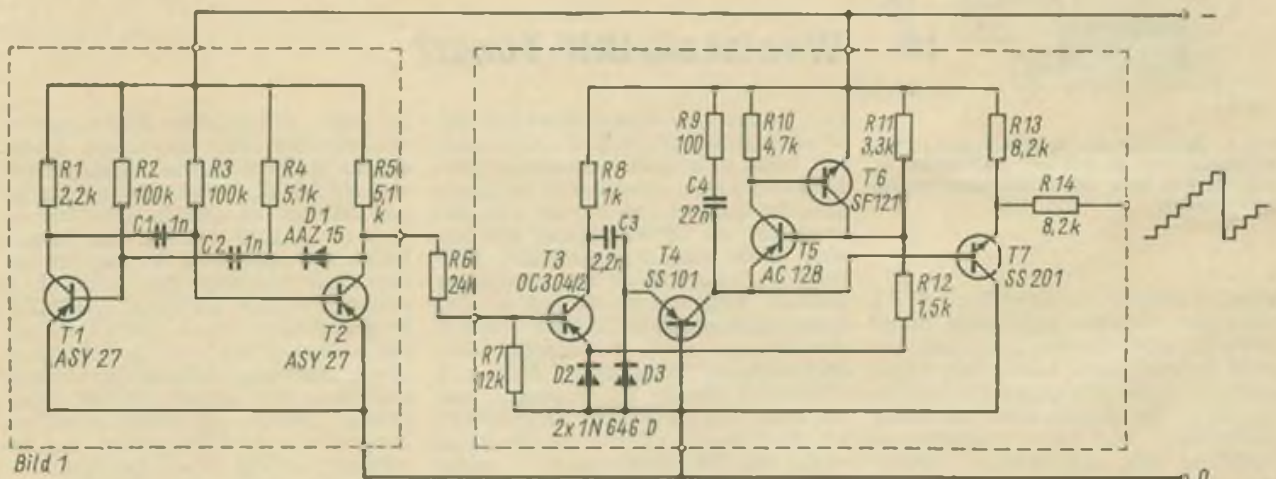 −
R1
2,2k
R2
100k
R3
100k
R4
5,1k
R5
5,1
k
C1 1n
C2 1n
D1
AAZ 15
T1
ASY 27
T2
ASY 27
R6
24k
R7
12k
R8
1k
C3
2,2n
T3
OC304/2
D2
D3
2x1N 646 D
T4
SS 101
R9
100
C4
22n
R10
4,7k
T6
SF121
T5
AC 128
R11
3,3k
R12
1,5k
R13
8,2k
R14
8,2k
T7
SS 201
0
Bild 1